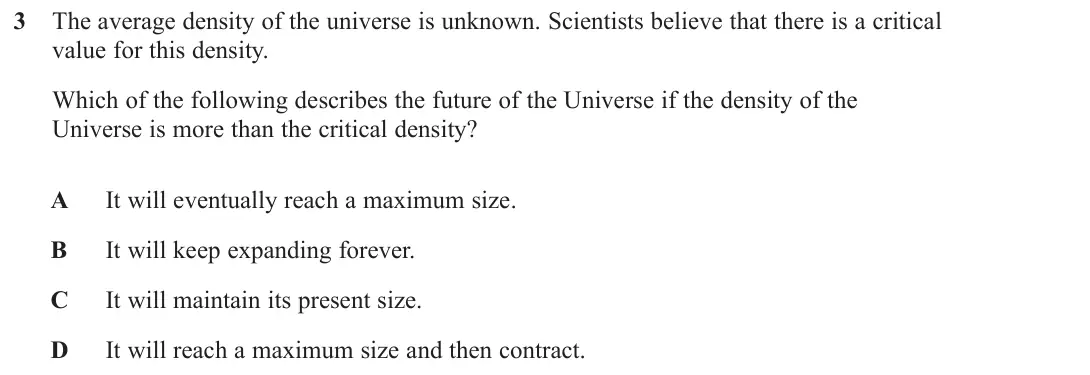 3 The average density of the universe is unknown. Scientists believe that there is a critical
value for this density.
Which of the following describes the future of the Universe if the density of the
Universe is more than the critical density?
A It will eventually reach a maximum size.
B It will keep expanding forever.
C It will maintain its present size.
D It will reach a maximum size and then contract.